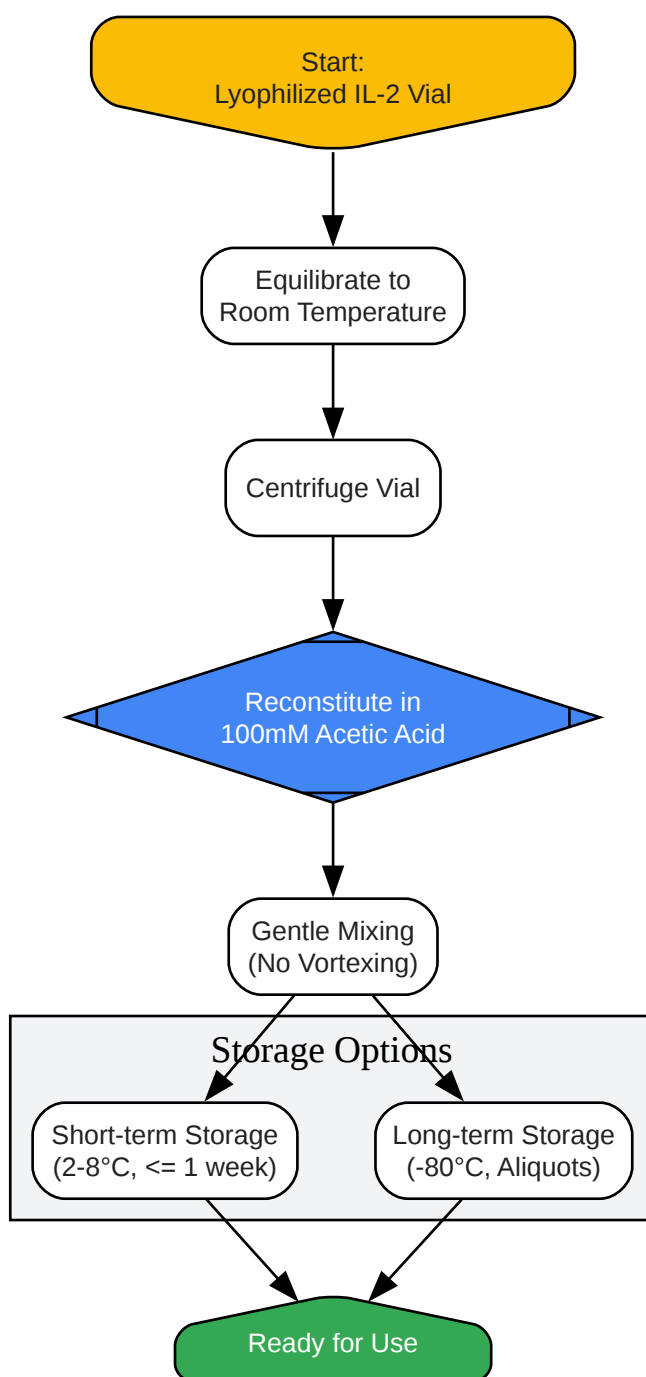 Start:
Lyophilized IL-2 Vial
Equilibrate to
Room Temperature
Centrifuge Vial
Reconstitute in
100mM Acetic Acid
Gentle Mixing
(No Vortexing)
Storage Options
Short-term Storage
(2-8°C, <= 1 week)
Long-term Storage
(-80°C, Aliquots)
Ready for Use